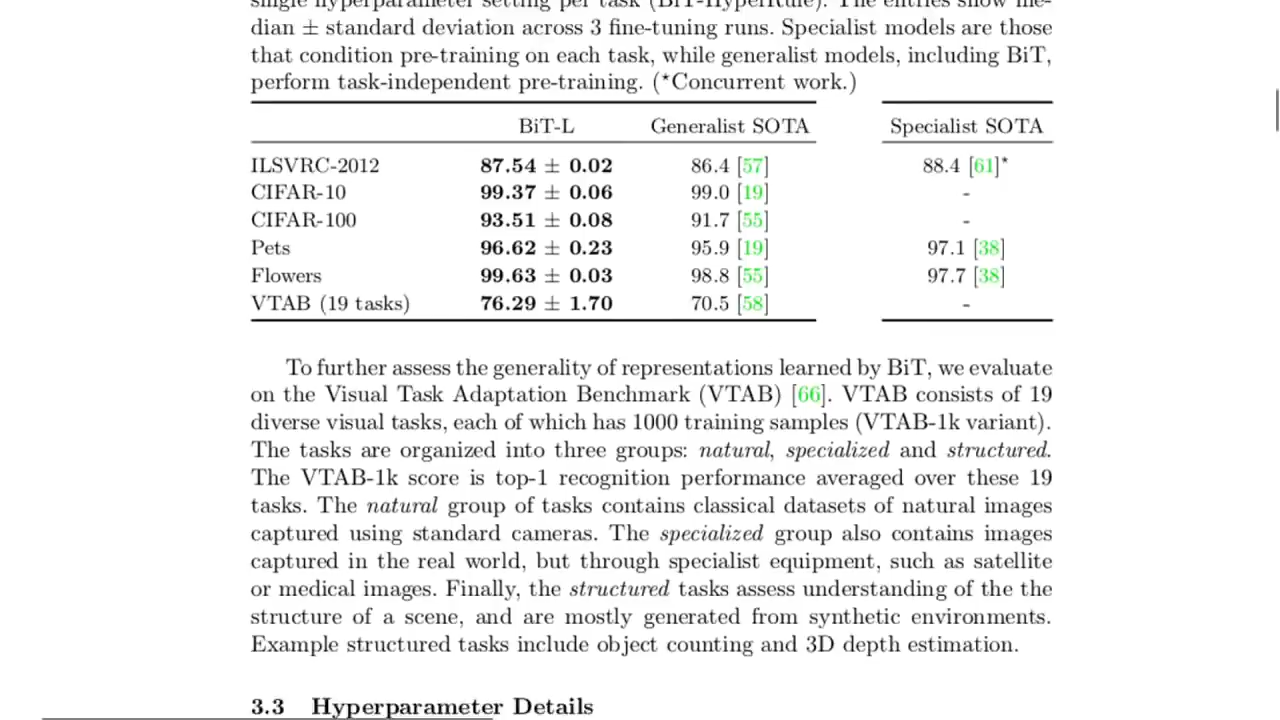 single hyperparameter setting per task (BiT-HyperRule). The entries show me-
dian ± standard deviation across 3 fine-tuning runs. Specialist models are those
that condition pre-training on each task, while generalist models, including BiT,
perform task-independent pre-training. (*Concurrent work.)
BiT-L Generalist SOTA Specialist SOTA
ILSVRC-2012 87.54 ± 0.02 86.4 [57] 88.4 [61]*
CIFAR-10 99.37 ± 0.06 99.0 [19] -
CIFAR-100 93.51 ± 0.08 91.7 [55] -
Pets 96.62 ± 0.23 95.9 [19] 97.1 [38]
Flowers 99.63 ± 0.03 98.8 [55] 97.7 [38]
VTAB (19 tasks) 76.29 ± 1.70 70.5 [58] -
To further assess the generality of representations learned by BiT, we evaluate
on the Visual Task Adaptation Benchmark (VTAB) [66]. VTAB consists of 19
diverse visual tasks, each of which has 1000 training samples (VTAB-1k variant).
The tasks are organized into three groups: natural, specialized and structured.
The VTAB-1k score is top-1 recognition performance averaged over these 19
tasks. The natural group of tasks contains classical datasets of natural images
captured using standard cameras. The specialized group also contains images
captured in the real world, but through specialist equipment, such as satellite
or medical images. Finally, the structured tasks assess understanding of the the
structure of a scene, and are mostly generated from synthetic environments.
Example structured tasks include object counting and 3D depth estimation.
3.3 Hyperparameter Details